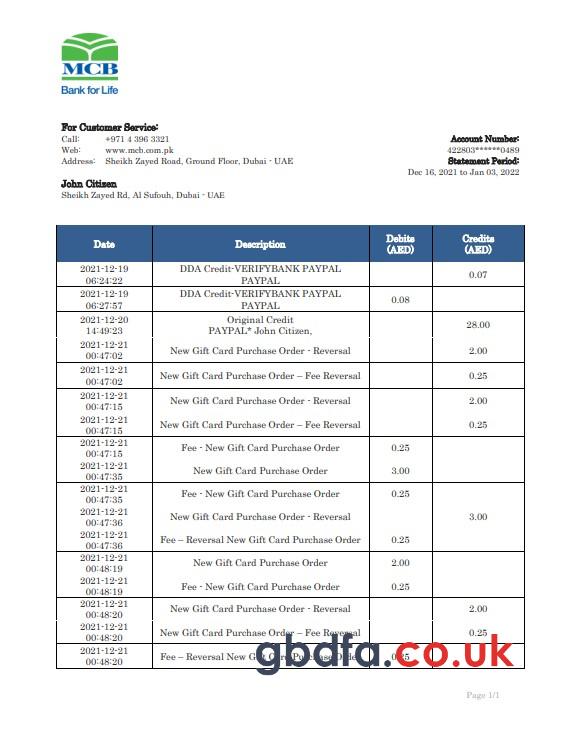 MCB
Bank for Life
For Customer Service:
Call: +971 4 396 3321
Web: www.mcb.com.pk
Address: Sheikh Zayed Road, Ground Floor, Dubai - UAE
Account Number:
422803******0489
Statement Period:
Dec 16, 2021 to Jan 03, 2022
John Citizen
Sheikh Zayed Rd, Al Sufouh, Dubai - UAE
Date Description Debits (AED) Credits (AED)
2021-12-19 06:24:22 DDA Credit-VERIFYBANK PAYPAL PAYPAL 0.07
2021-12-19 06:27:57 DDA Credit-VERIFYBANK PAYPAL PAYPAL 0.08
2021-12-20 14:49:23 Original Credit PAYPAL* John Citizen, 28.00
2021-12-21 00:47:02 New Gift Card Purchase Order - Reversal 2.00
2021-12-21 00:47:02 New Gift Card Purchase Order – Fee Reversal 0.25
2021-12-21 00:47:15 New Gift Card Purchase Order - Reversal 2.00
2021-12-21 00:47:15 New Gift Card Purchase Order – Fee Reversal 0.25
2021-12-21 00:47:15 Fee - New Gift Card Purchase Order 0.25
2021-12-21 00:47:35 New Gift Card Purchase Order 3.00
2021-12-21 00:47:35 Fee - New Gift Card Purchase Order 0.25
2021-12-21 00:47:36 New Gift Card Purchase Order - Reversal 3.00
2021-12-21 00:47:36 Fee – Reversal New Gift Card Purchase Order 0.25
2021-12-21 00:48:19 New Gift Card Purchase Order 2.00
2021-12-21 00:48:19 Fee - New Gift Card Purchase Order 0.25
2021-12-21 00:48:20 New Gift Card Purchase Order - Reversal 2.00
2021-12-21 00:48:20 New Gift Card Purchase Order – Fee Reversal 0.25
2021-12-21 00:48:20 Fee – Reversal New Gift Card Purchase Order 0.25
gbdfa.co.uk
Page 1/1